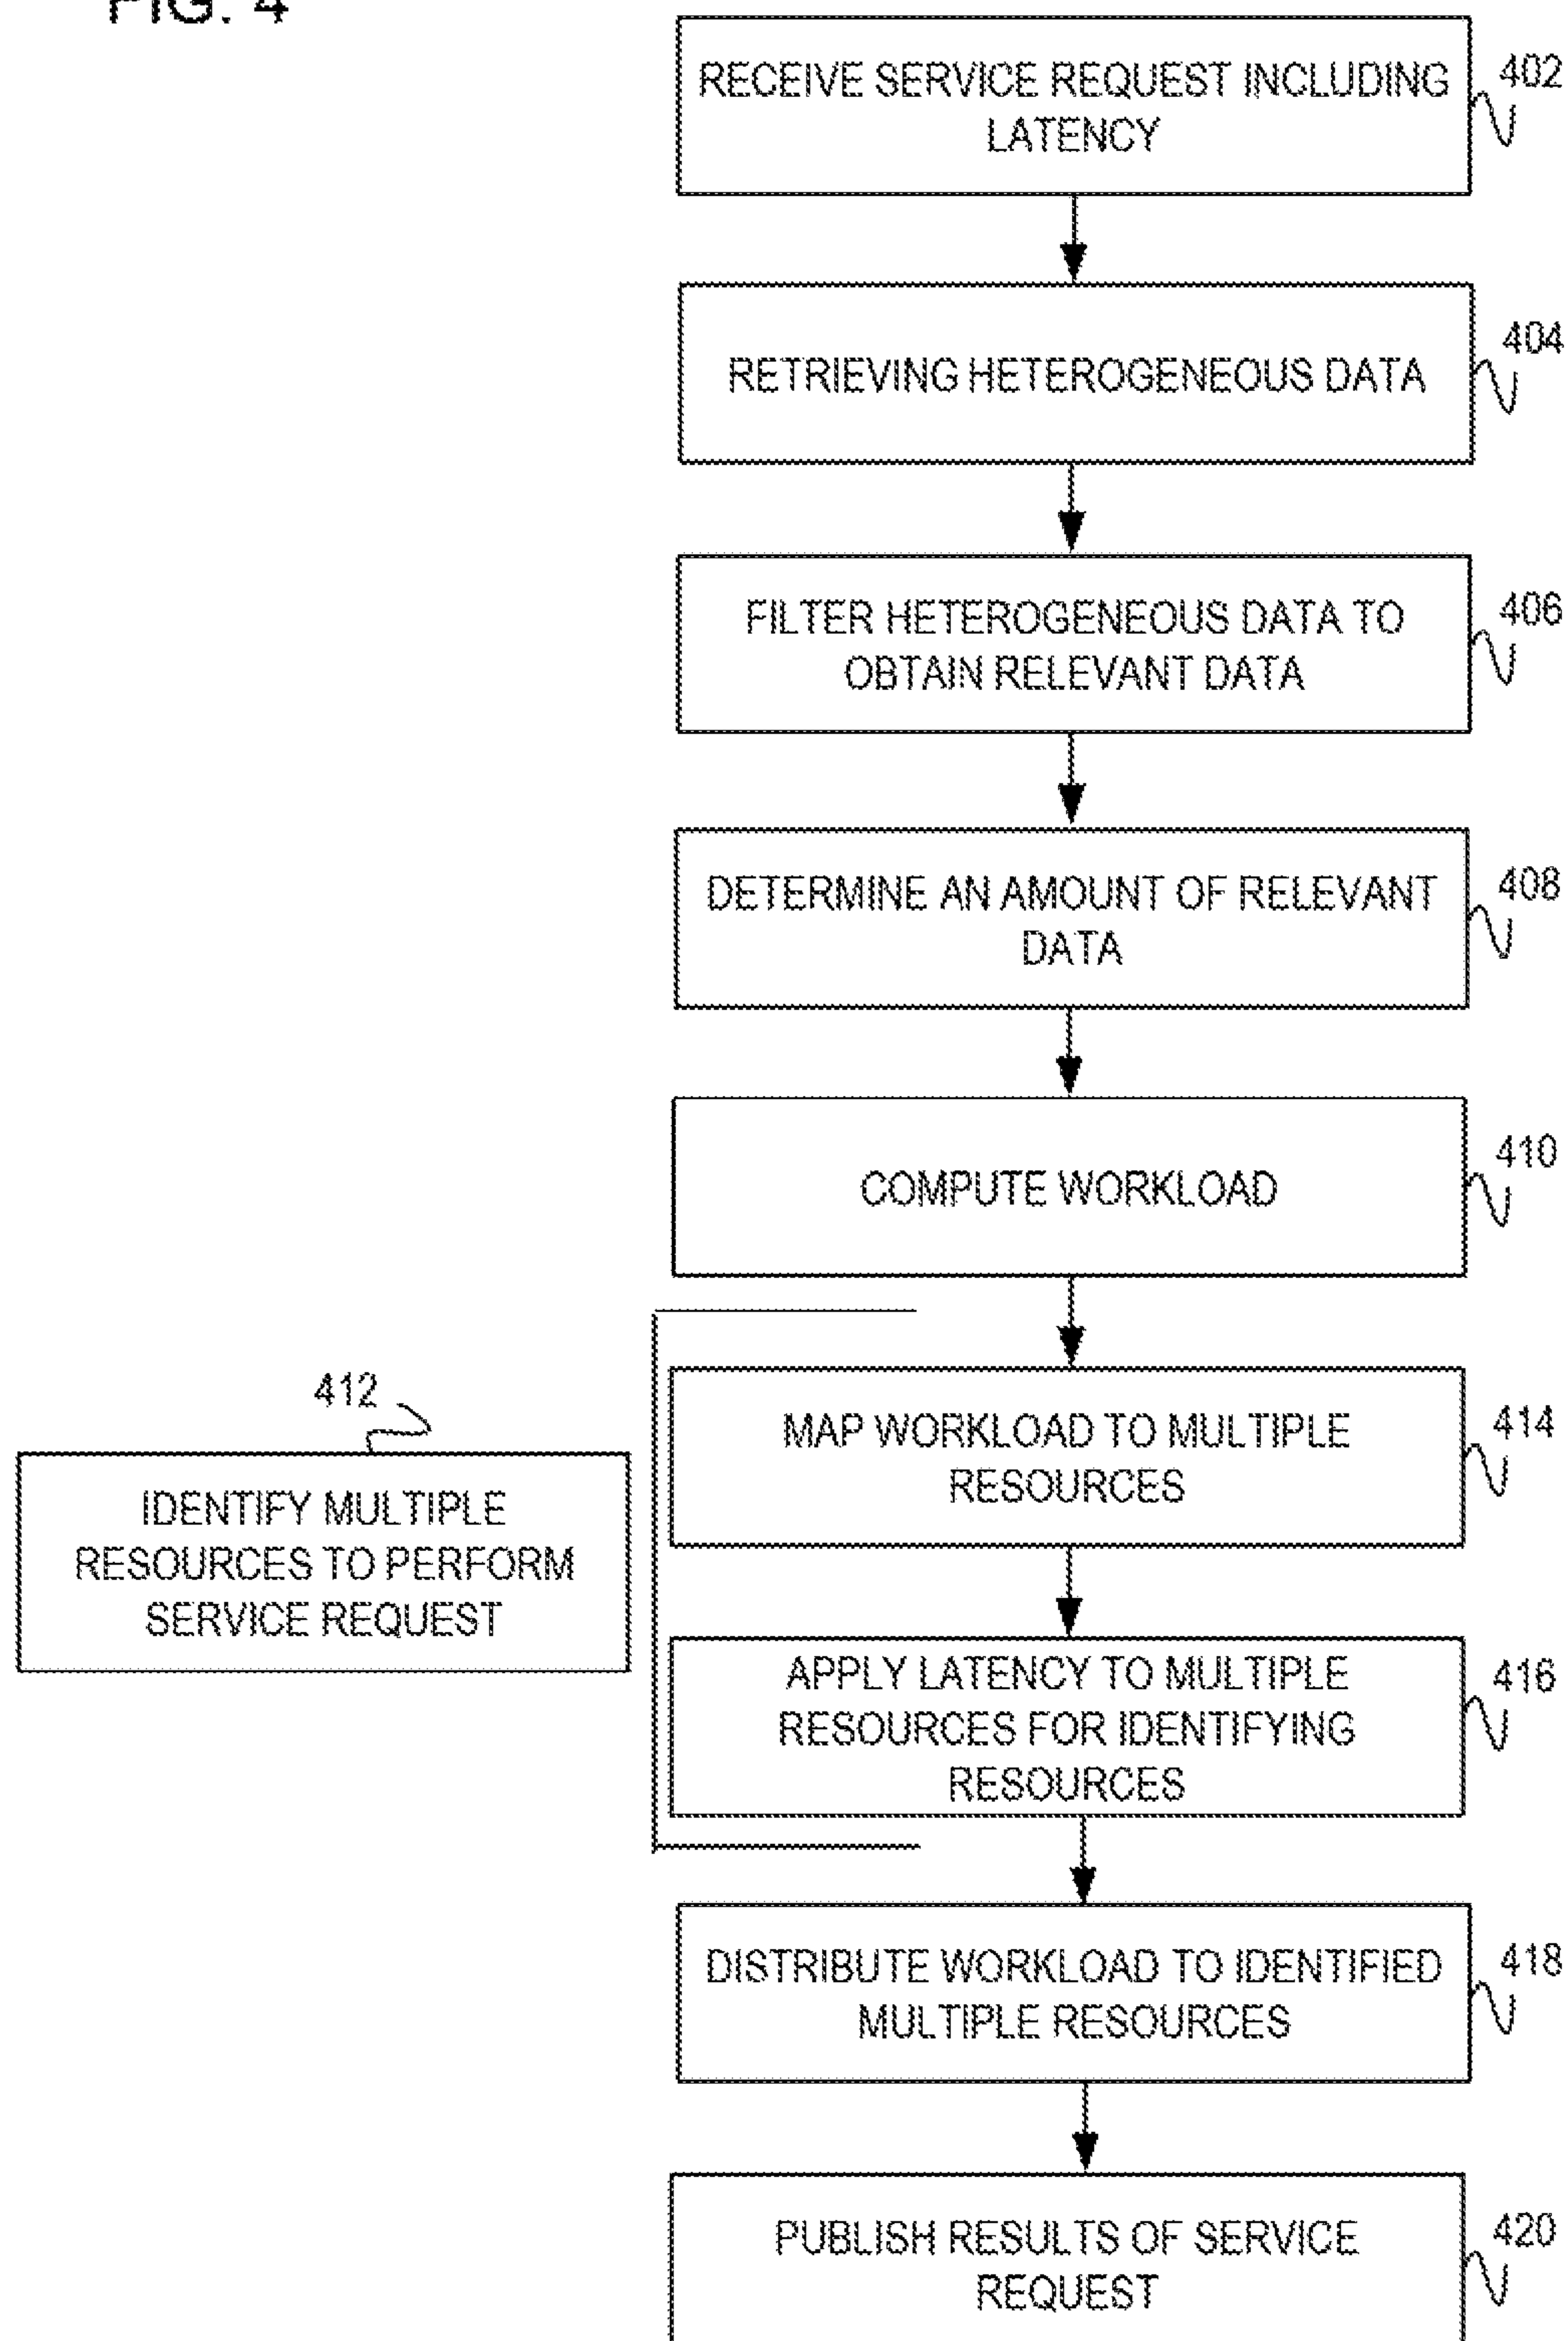 FIG. 4
RECEIVE SERVICE REQUEST INCLUDING
LATENCY
402
RETRIEVING HETEROGENEOUS DATA
404
FILTER HETEROGENEOUS DATA TO
OBTAIN RELEVANT DATA
406
DETERMINE AN AMOUNT OF RELEVANT
DATA
408
COMPUTE WORKLOAD
410
412
IDENTIFY MULTIPLE
RESOURCES TO PERFORM
SERVICE REQUEST
MAP WORKLOAD TO MULTIPLE
RESOURCES
414
APPLY LATENCY TO MULTIPLE
RESOURCES FOR IDENTIFYING
RESOURCES
416
DISTRIBUTE WORKLOAD TO IDENTIFIED
MULTIPLE RESOURCES
418
PUBLISH RESULTS OF SERVICE
REQUEST
420